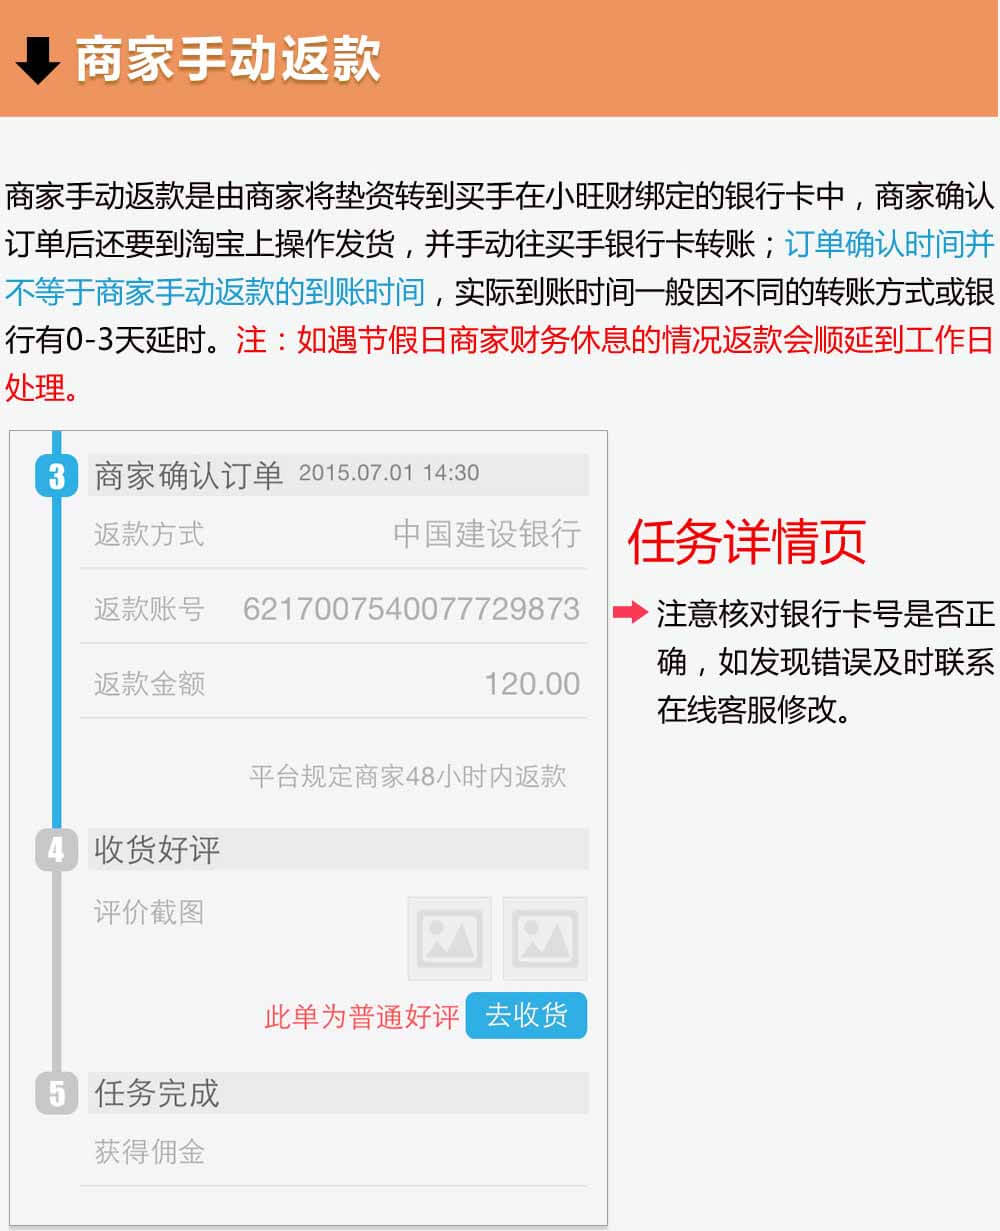 商家手动返款
商家手动返款是由商家将垫资转到买手在小旺财绑定的银行卡中，商家确认
订单后还要到淘宝上操作发货，并手动往买手银行卡转账；订单确认时间并
不等于商家手动返款的到账时间，实际到账时间一般因不同的转账方式或银
行有0-3天延时。注：如遇节假日商家财务休息的情况返款会顺延到工作日
处理。
3 商家确认订单 2015.07.01 14:30
返款方式 中国建设银行
返款账号 6217007540077729873
返款金额 120.00
平台规定商家48小时内返款
4 收货好评
评价截图
此单为普通好评 去收货
5 任务完成
获得佣金
任务详情页
注意核对银行卡号是否正
确，如发现错误及时联系
在线客服修改。